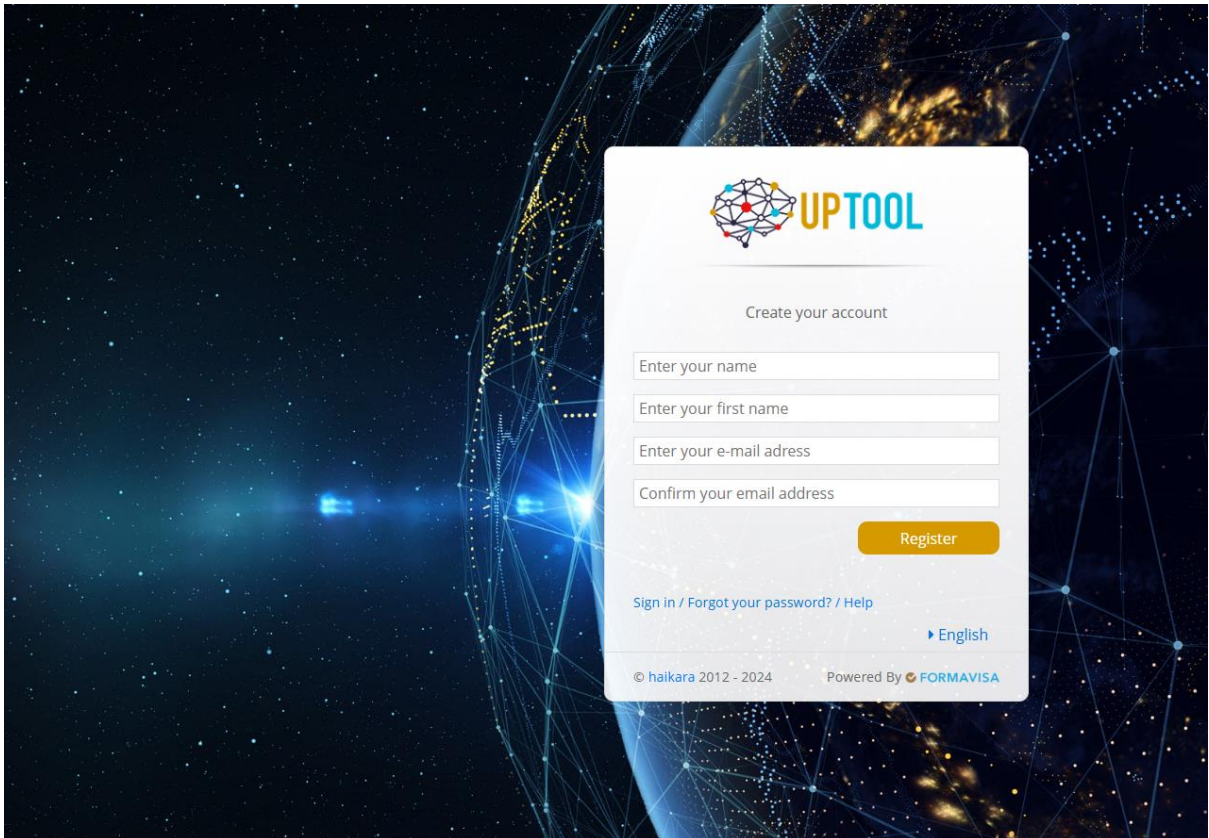 UPTOOL
Create your account
Enter your name
Enter your first name
Enter your e-mail adress
Confirm your email address
Register
Sign in / Forgot your password? / Help
English
© haikara 2012 - 2024 Powered By FORMAVISA